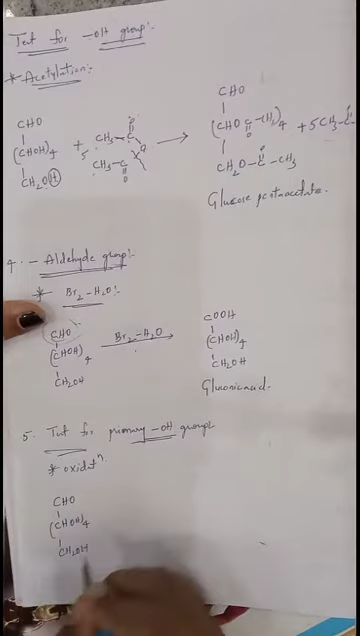 Test for -OH group:-
* Acetylation:-
CHO
(CHOH)4 + 5 CH3-C O
CH2OH CH3-C O
O
CHO
(CHO C-CH3)4 + 5CH3-C
O
CH2O-C-CH3
O
Glucose pentaacetate.
4. - Aldehyde group:-
* Br2-H2O:-
CHO
(CHOH)4 Br2-H2O
CH2OH
COOH
(CHOH)4
CH2OH
Gluconic acid.
5. Test for primary -OH group:
* oxidtn.
CHO
(CHOH)4
CH2OH